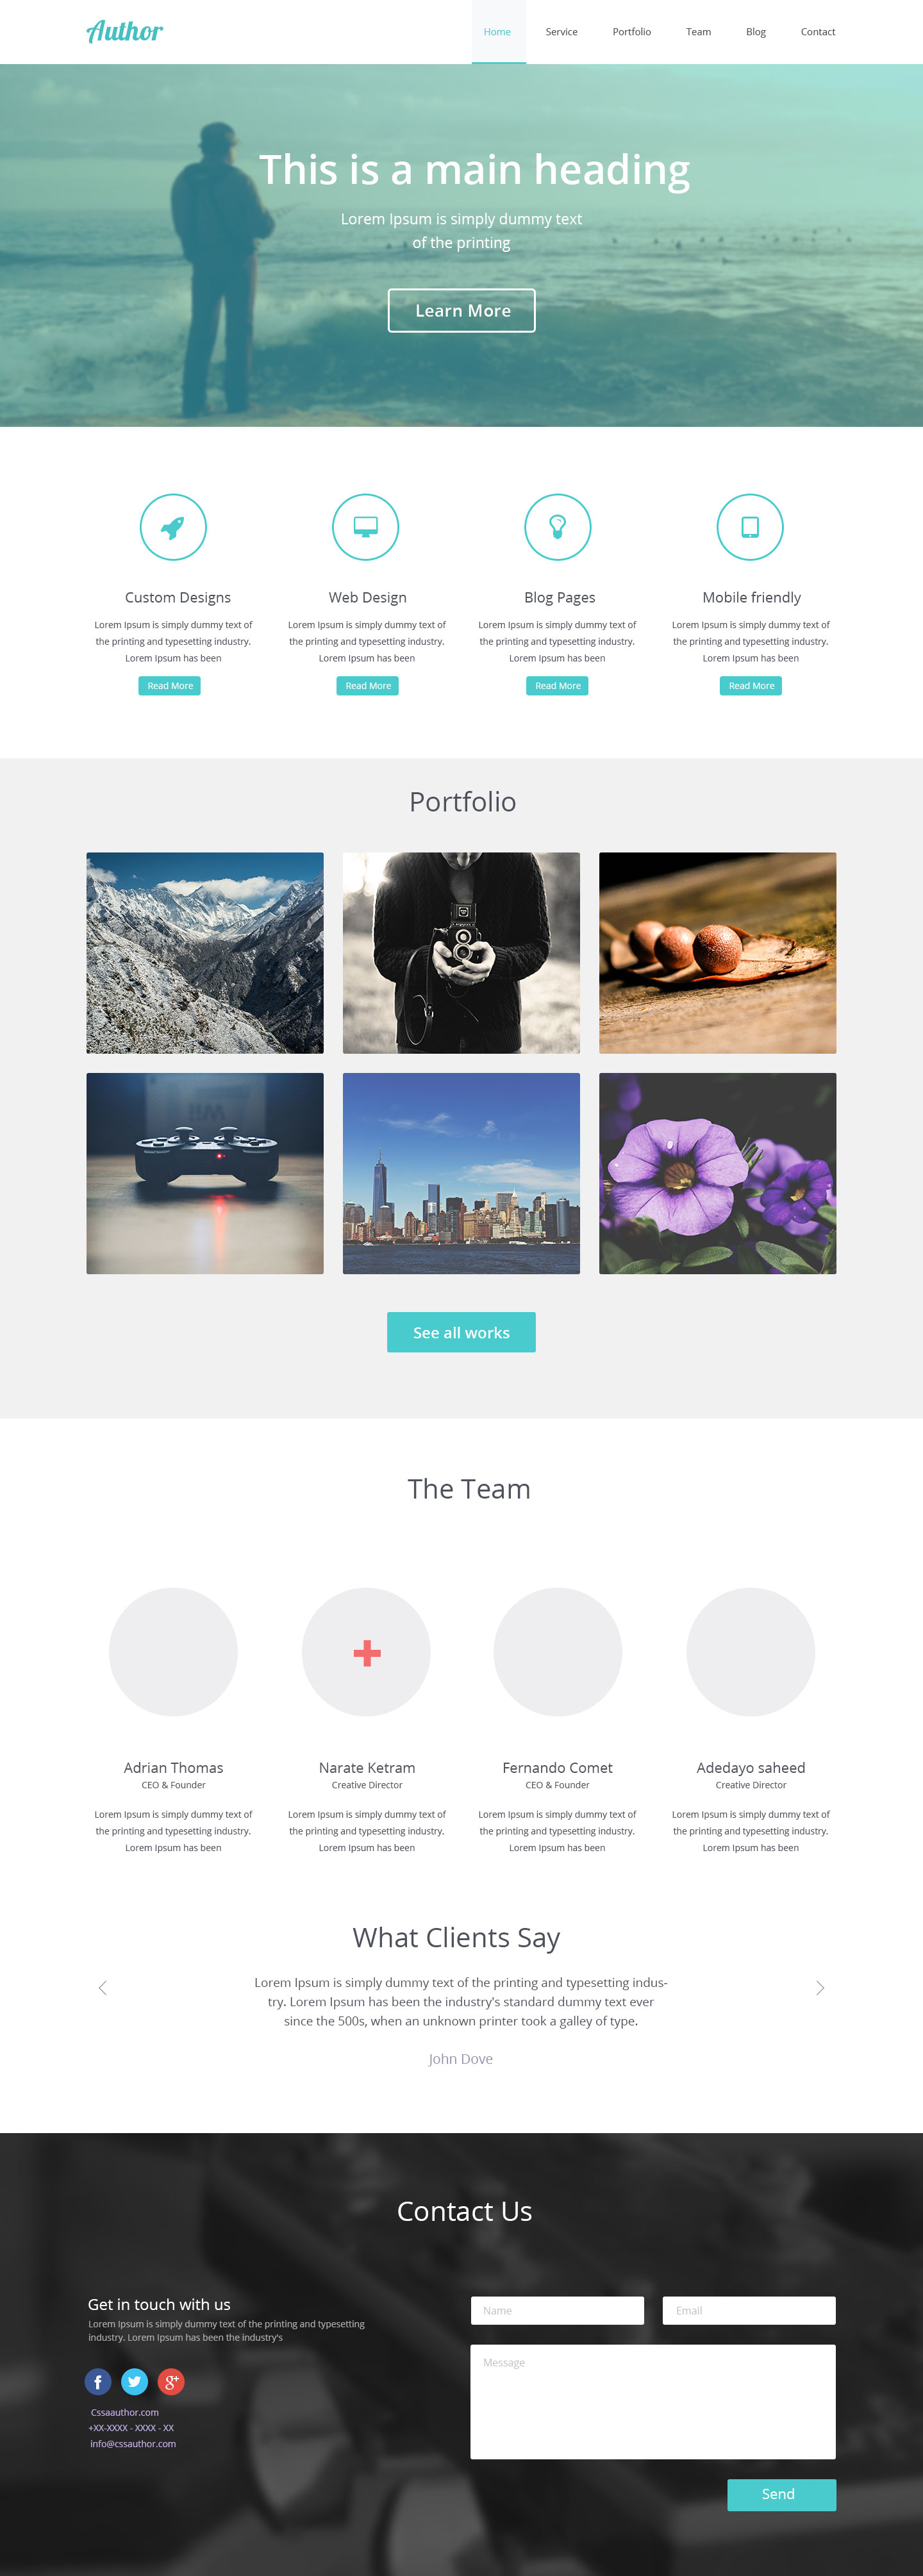 Author
Home
Service
Portfolio
Team
Blog
Contact
This is a main heading
Lorem Ipsum is simply dummy text
of the printing
Learn More
Custom Designs
Lorem Ipsum is simply dummy text of
the printing and typesetting industry.
Lorem Ipsum has been
Read More
Web Design
Lorem Ipsum is simply dummy text of
the printing and typesetting industry.
Lorem Ipsum has been
Read More
Blog Pages
Lorem Ipsum is simply dummy text of
the printing and typesetting industry.
Lorem Ipsum has been
Read More
Mobile friendly
Lorem Ipsum is simply dummy text of
the printing and typesetting industry.
Lorem Ipsum has been
Read More
Portfolio
See all works
The Team
Adrian Thomas
CEO & Founder
Lorem Ipsum is simply dummy text of
the printing and typesetting industry.
Lorem Ipsum has been
Narate Ketram
Creative Director
Lorem Ipsum is simply dummy text of
the printing and typesetting industry.
Lorem Ipsum has been
Fernando Comet
CEO & Founder
Lorem Ipsum is simply dummy text of
the printing and typesetting industry.
Lorem Ipsum has been
Adedayo saheed
Creative Director
Lorem Ipsum is simply dummy text of
the printing and typesetting industry.
Lorem Ipsum has been
What Clients Say
Lorem Ipsum is simply dummy text of the printing and typesetting indus-
try. Lorem Ipsum has been the industry's standard dummy text ever
since the 500s, when an unknown printer took a galley of type.
John Dove
Contact Us
Get in touch with us
Lorem Ipsum is simply dummy text of the printing and typesetting
industry. Lorem Ipsum has been the industry's
f
g+
Cssaauthor.com
+XX-XXXX - XXXX - XX
info@cssauthor.com
Name
Email
Message
Send